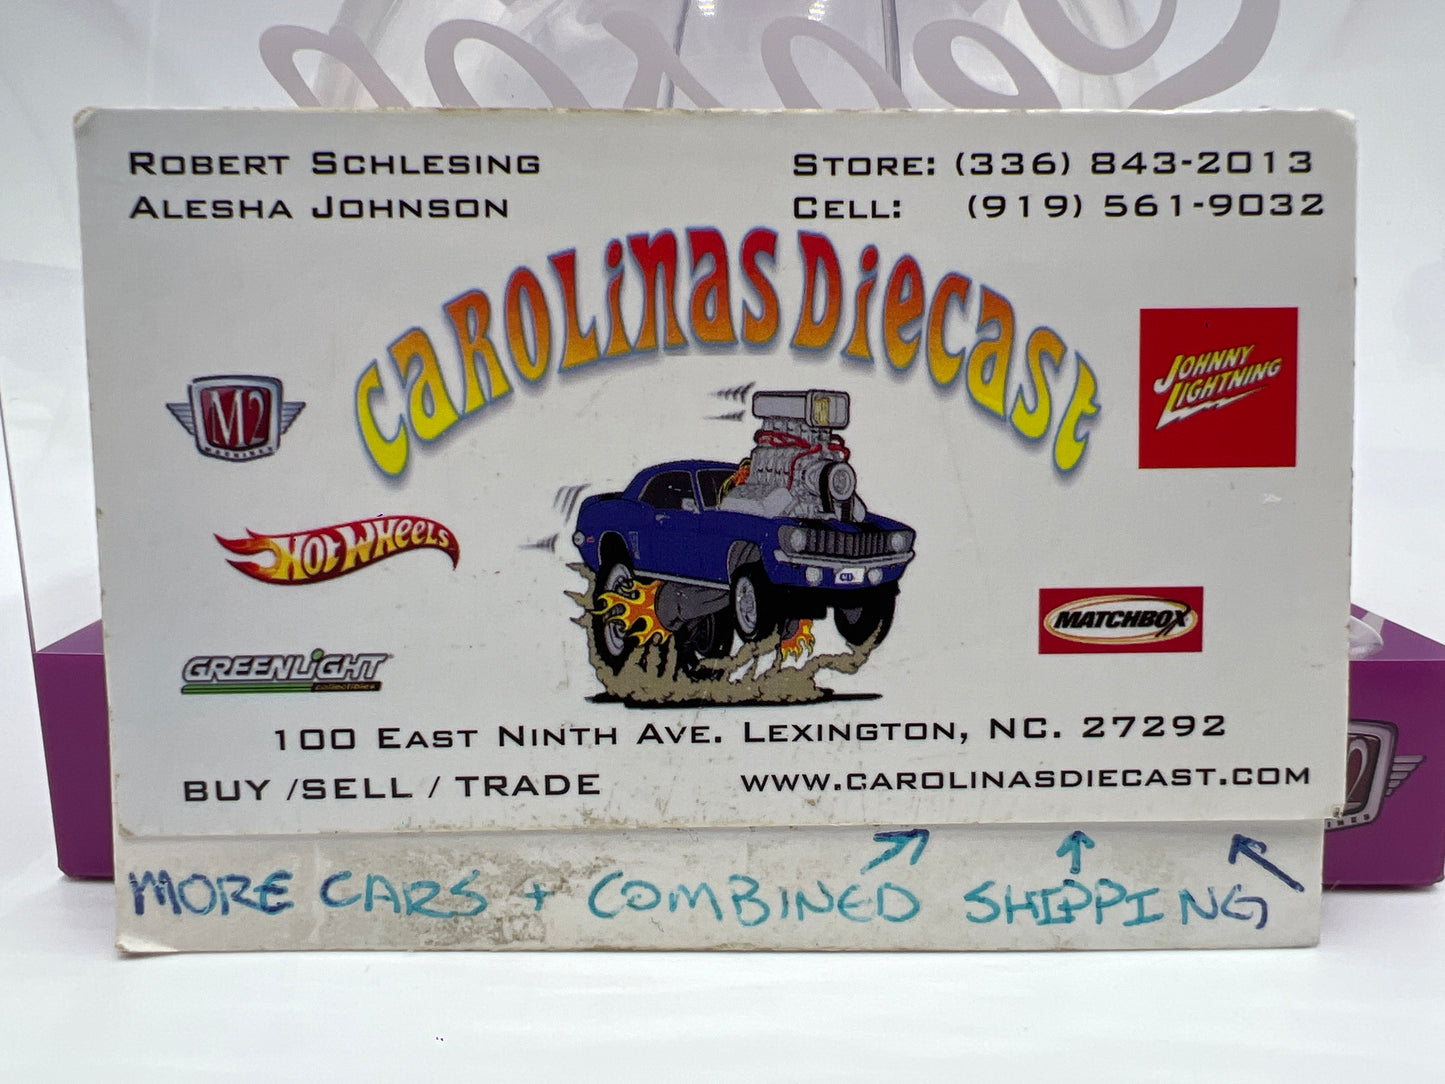 Robert Schlesing
Alesha Johnson
Store: (336) 843-2013
Cell: (919) 561-9032
Carolinas Diecast
M2
MACHINES
Johnny
Lightning
Hot Wheels
CD
MATCHBOX
GREENLiGHT
collectibles
100 East Ninth Ave. Lexington, NC. 27292
BUY /SELL / TRADE
www.carolinasdiecast.com
MORE CARS + COMBINED SHIPPING